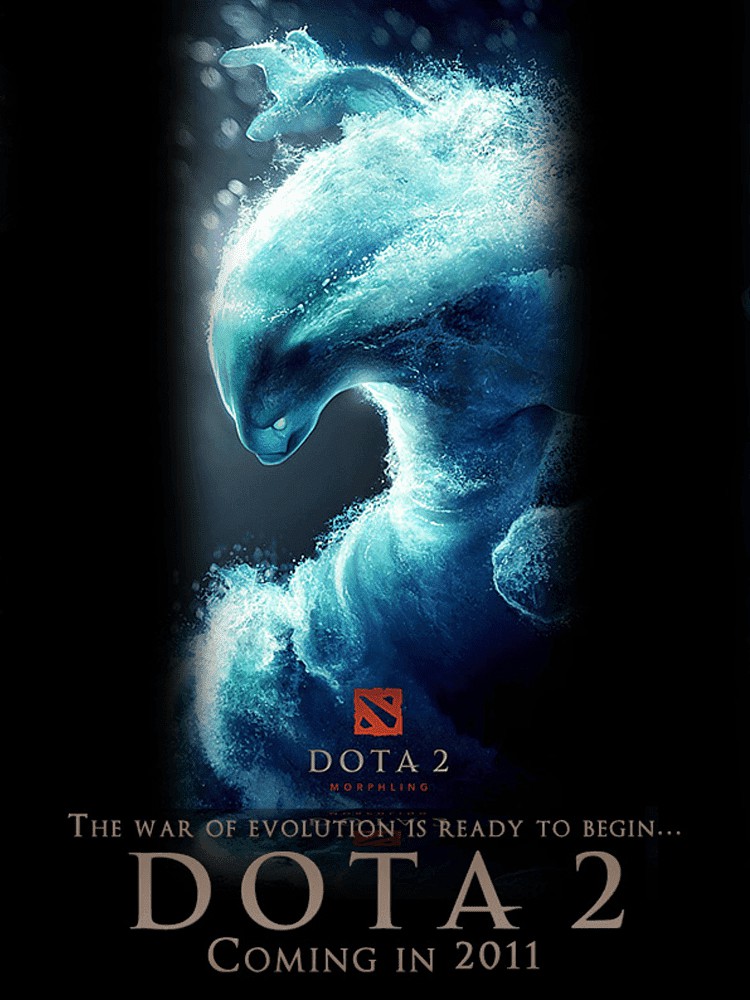 DOTA 2
MORPHLING
THE WAR OF EVOLUTION IS READY TO BEGIN...
DOTA 2
COMING IN 2011